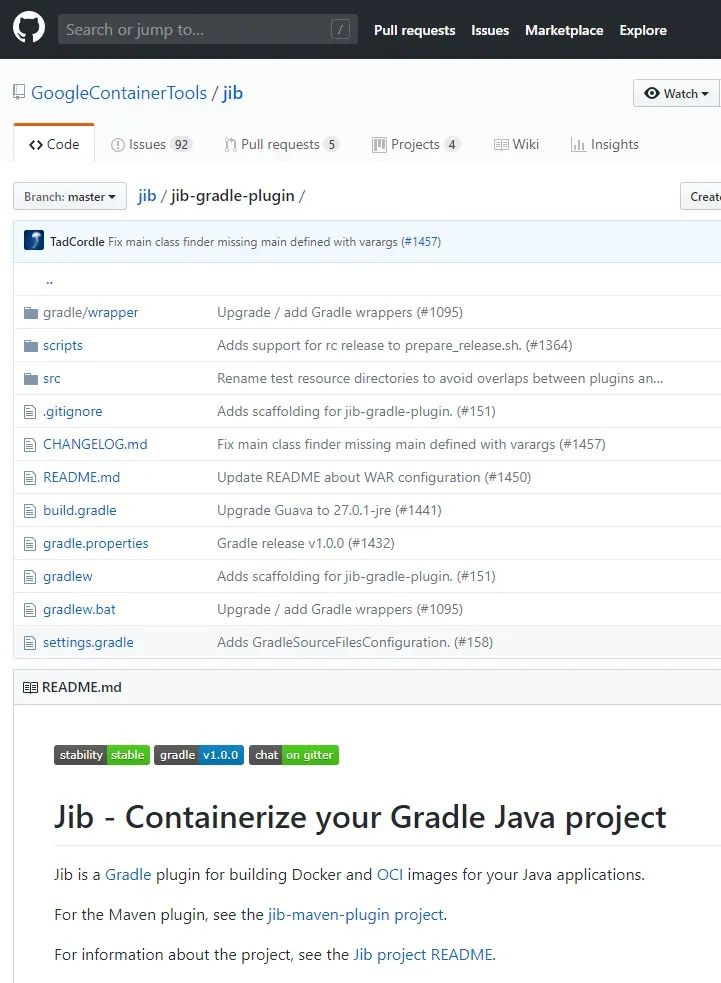 Search or jump to... / Pull requests Issues Marketplace Explore
GoogleContainerTools / jib Watch
Code Issues 92 Pull requests 5 Projects 4 Wiki Insights
Branch: master jib / jib-gradle-plugin / Create
TadCordle Fix main class finder missing main defined with varargs (#1457)
..
gradle/wrapper Upgrade / add Gradle wrappers (#1095)
scripts Adds support for rc release to prepare_release.sh. (#1364)
src Rename test resource directories to avoid overlaps between plugins an...
.gitignore Adds scaffolding for jib-gradle-plugin. (#151)
CHANGELOG.md Fix main class finder missing main defined with varargs (#1457)
README.md Update README about WAR configuration (#1450)
build.gradle Upgrade Guava to 27.0.1-jre (#1441)
gradle.properties Gradle release v1.0.0 (#1432)
gradlew Adds scaffolding for jib-gradle-plugin. (#151)
gradlew.bat Upgrade / add Gradle wrappers (#1095)
settings.gradle Adds GradleSourceFilesConfiguration. (#158)
README.md
stability stable gradle v1.0.0 chat on gitter
Jib - Containerize your Gradle Java project
Jib is a Gradle plugin for building Docker and OCI images for your Java applications.
For the Maven plugin, see the jib-maven-plugin project.
For information about the project, see the Jib project README.